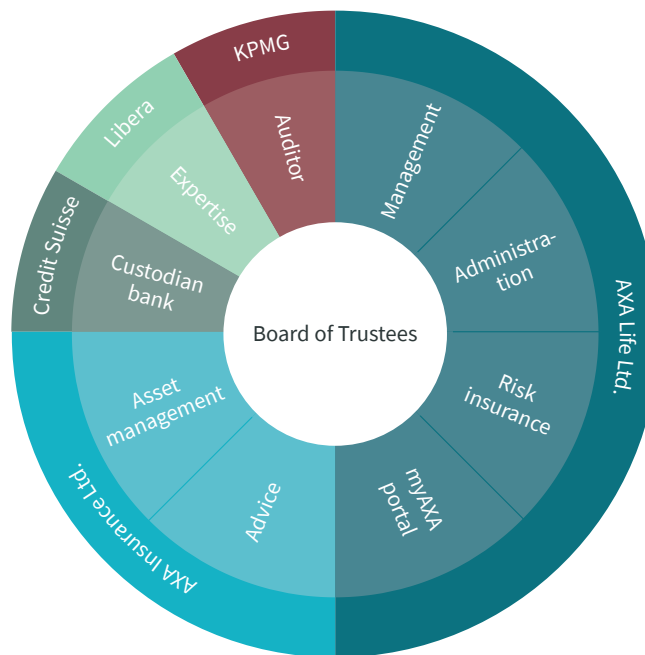 KPMG
Libera
Credit Suisse
AXA Life Ltd.
AXA Insurance Ltd.
Auditor
Expertise
Custodian
bank
Asset
management
Advice
myAXA
portal
Risk
insurance
Administra-
tion
Management
Board of Trustees